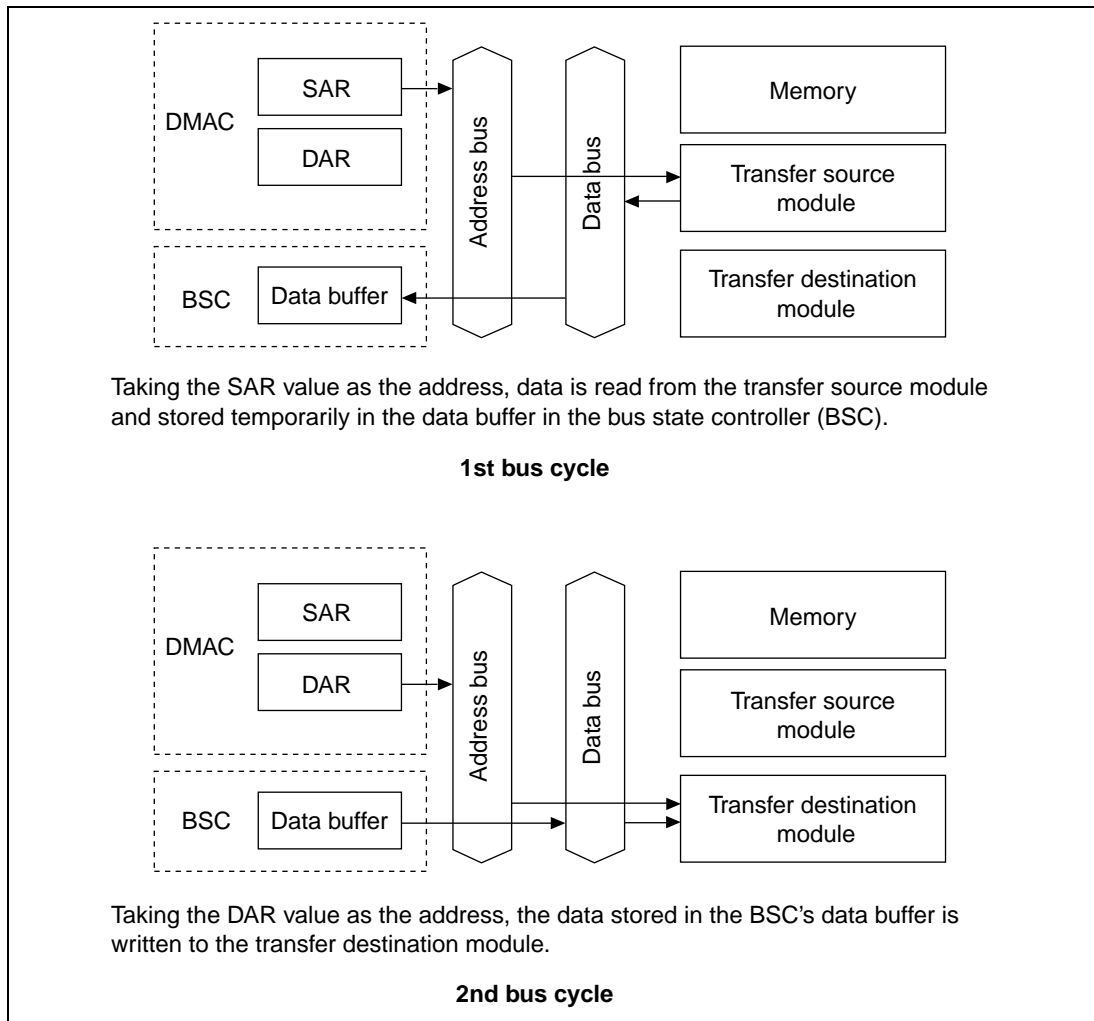 DMAC
SAR
DAR
Address bus
Data bus
Memory
Transfer source
module
BSC
Data buffer
Transfer destination
module
Taking the SAR value as the address, data is read from the transfer source module
and stored temporarily in the data buffer in the bus state controller (BSC).
1st bus cycle
DMAC
SAR
DAR
Address bus
Data bus
Memory
Transfer source
module
BSC
Data buffer
Transfer destination
module
Taking the DAR value as the address, the data stored in the BSC’s data buffer is
written to the transfer destination module.
2nd bus cycle